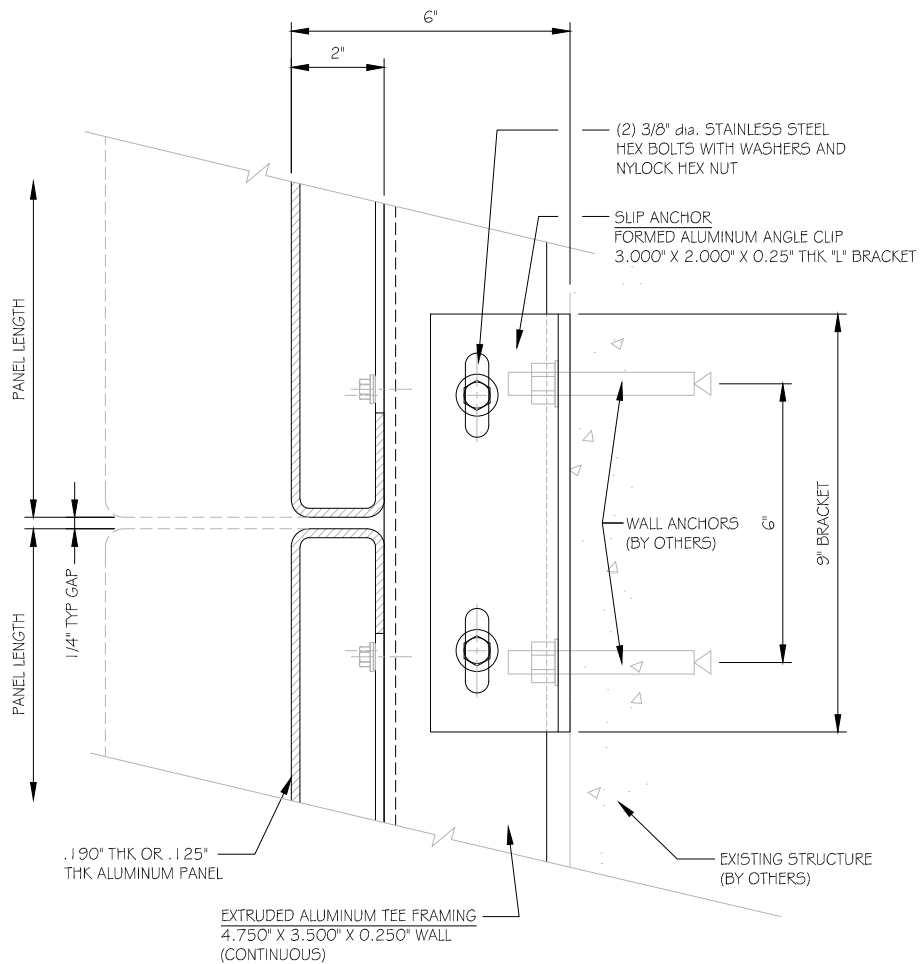 6"
2"
(2) 3/8" dia. STAINLESS STEEL
HEX BOLTS WITH WASHERS AND
NYLOCK HEX NUT
SLIP ANCHOR
FORMED ALUMINUM ANGLE CLIP
3.000" X 2.000" X 0.25" THK "L" BRACKET
PANEL LENGTH
1/4" TYP GAP
PANEL LENGTH
WALL ANCHORS
(BY OTHERS)
6"
9" BRACKET
.190" THK OR .125"
THK ALUMINUM PANEL
EXISTING STRUCTURE
(BY OTHERS)
EXTRUDED ALUMINUM TEE FRAMING
4.750" X 3.500" X 0.250" WALL
(CONTINUOUS)